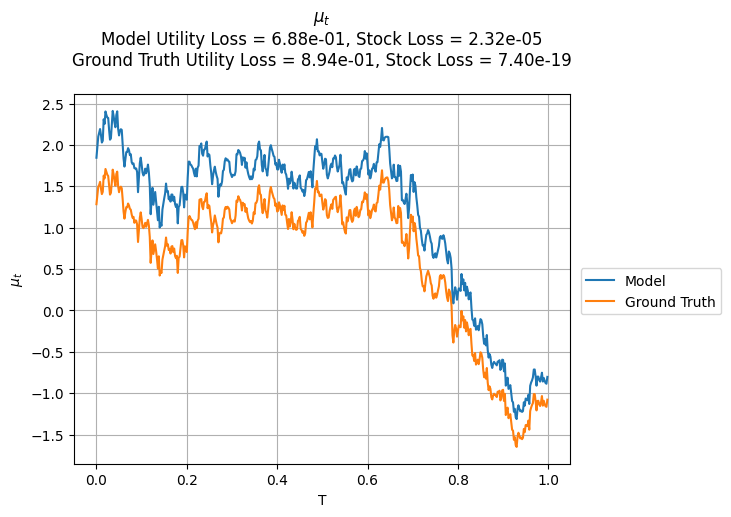 μₜ
Model Utility Loss = 6.88e-01, Stock Loss = 2.32e-05
Ground Truth Utility Loss = 8.94e-01, Stock Loss = 7.40e-19
2.5
2.0
1.5
1.0
0.5
0.0
−0.5
−1.0
−1.5
μₜ
Model
Ground Truth
0.0 0.2 0.4 0.6 0.8 1.0
T